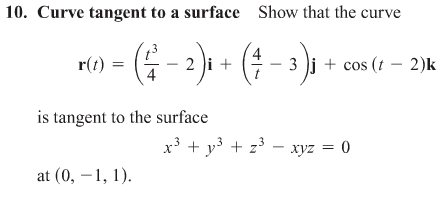 10. Curve tangent to a surface Show that the curve
r(t) = (t³/4 − 2)i + (4/t − 3)j + cos (t − 2)k
is tangent to the surface
x³ + y³ + z³ − xyz = 0
at (0, −1, 1).